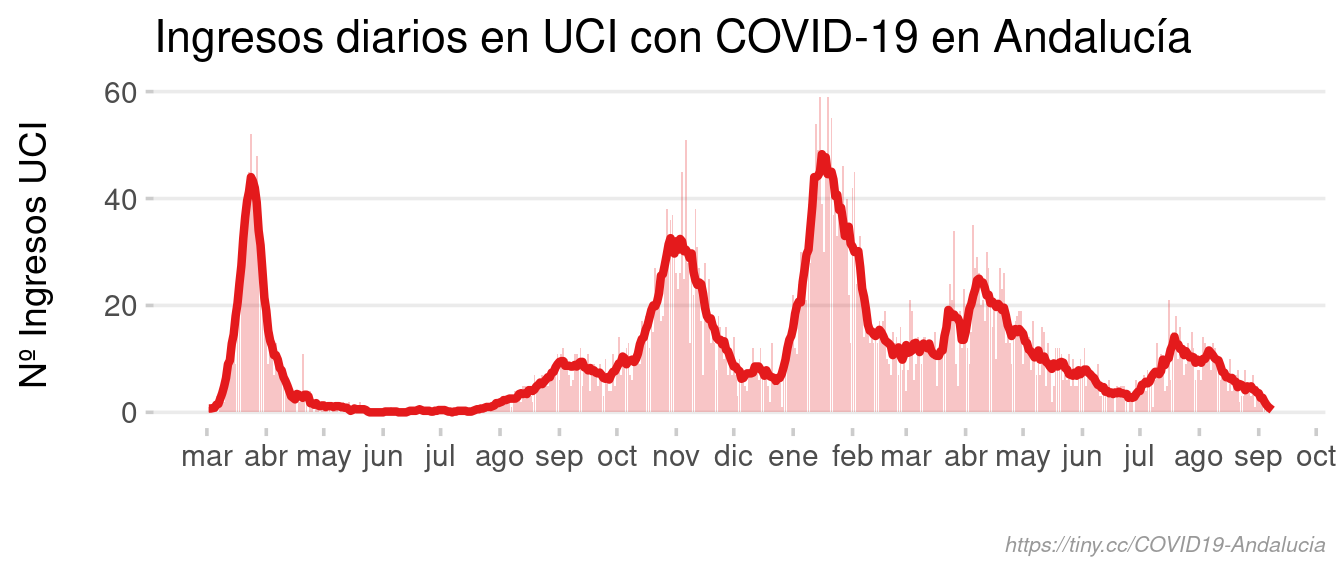 Ingresos diarios en UCI con COVID-19 en Andalucía
Nº Ingresos UCI
60
40
20
0
mar abr may jun jul ago sep oct nov dic ene feb mar abr may jun jul ago sep oct
https://tiny.cc/COVID19-Andalucia